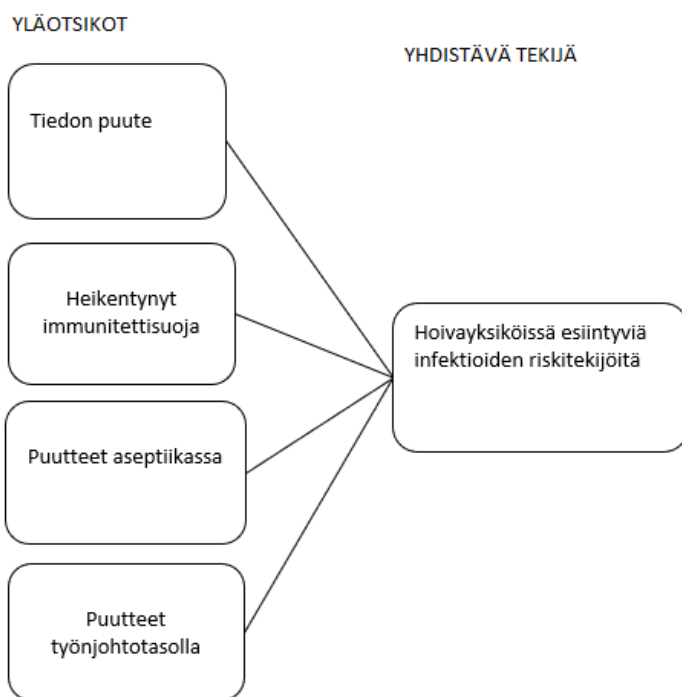 YLÄOTSIKOT
YHDISTÄVÄ TEKIJÄ
Tiedon puute
Heikentynyt
immunitettisuoja
Puutteet aseptiikassa
Puutteet
työnjohtotasolla
Hoivayksiköissä esiintyviä
infektioiden riskitekijöitä